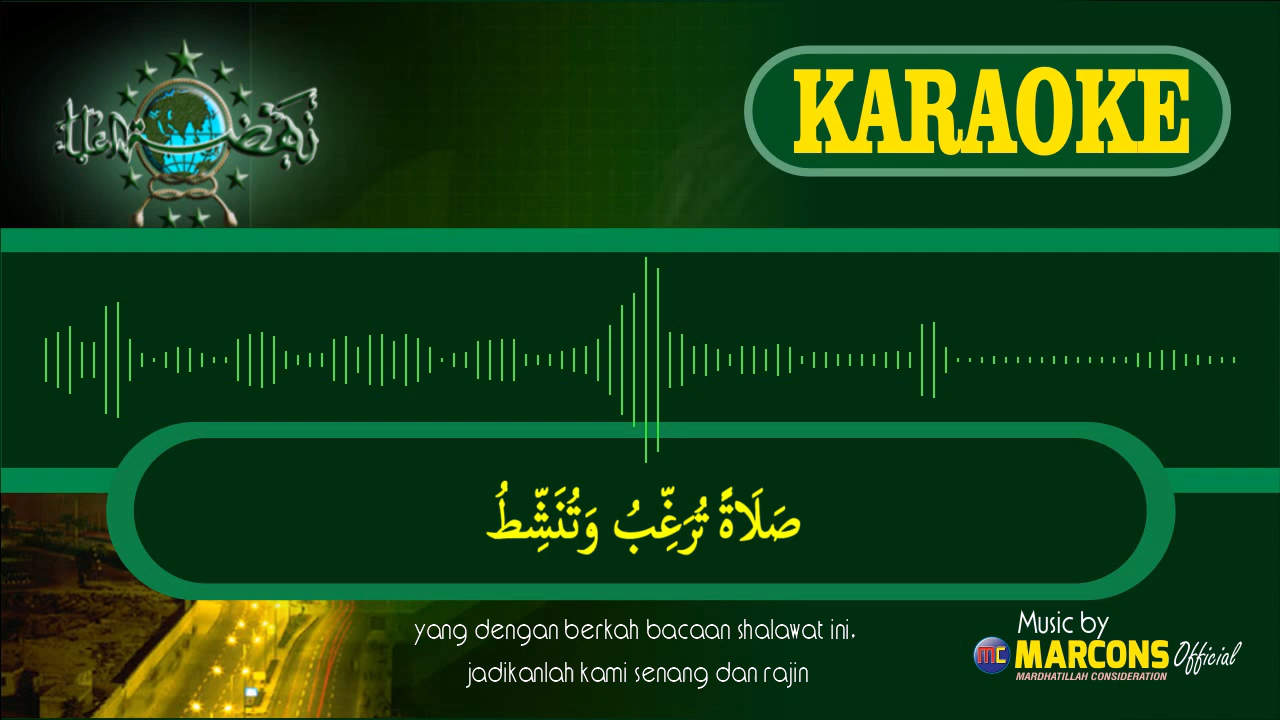 KARAOKE
صَلَاةً تُرَغِّبُ وَتُنَشِّطُ
yang dengan berkah bacaan shalawat ini,
jadikanlah kami senang dan rajin
Music by
MC MARCONS Official
MARDHATILLAH CONSIDERATION